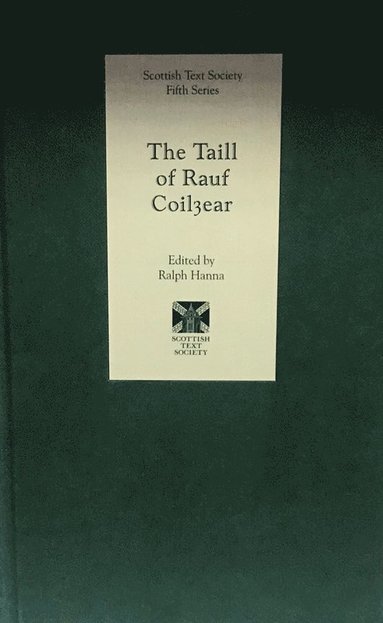 Scottish Text Society
Fifth Series
The Taill
of Rauf
Coilȝear
Edited by
Ralph Hanna
SCOTTISH
TEXT
SOCIETY